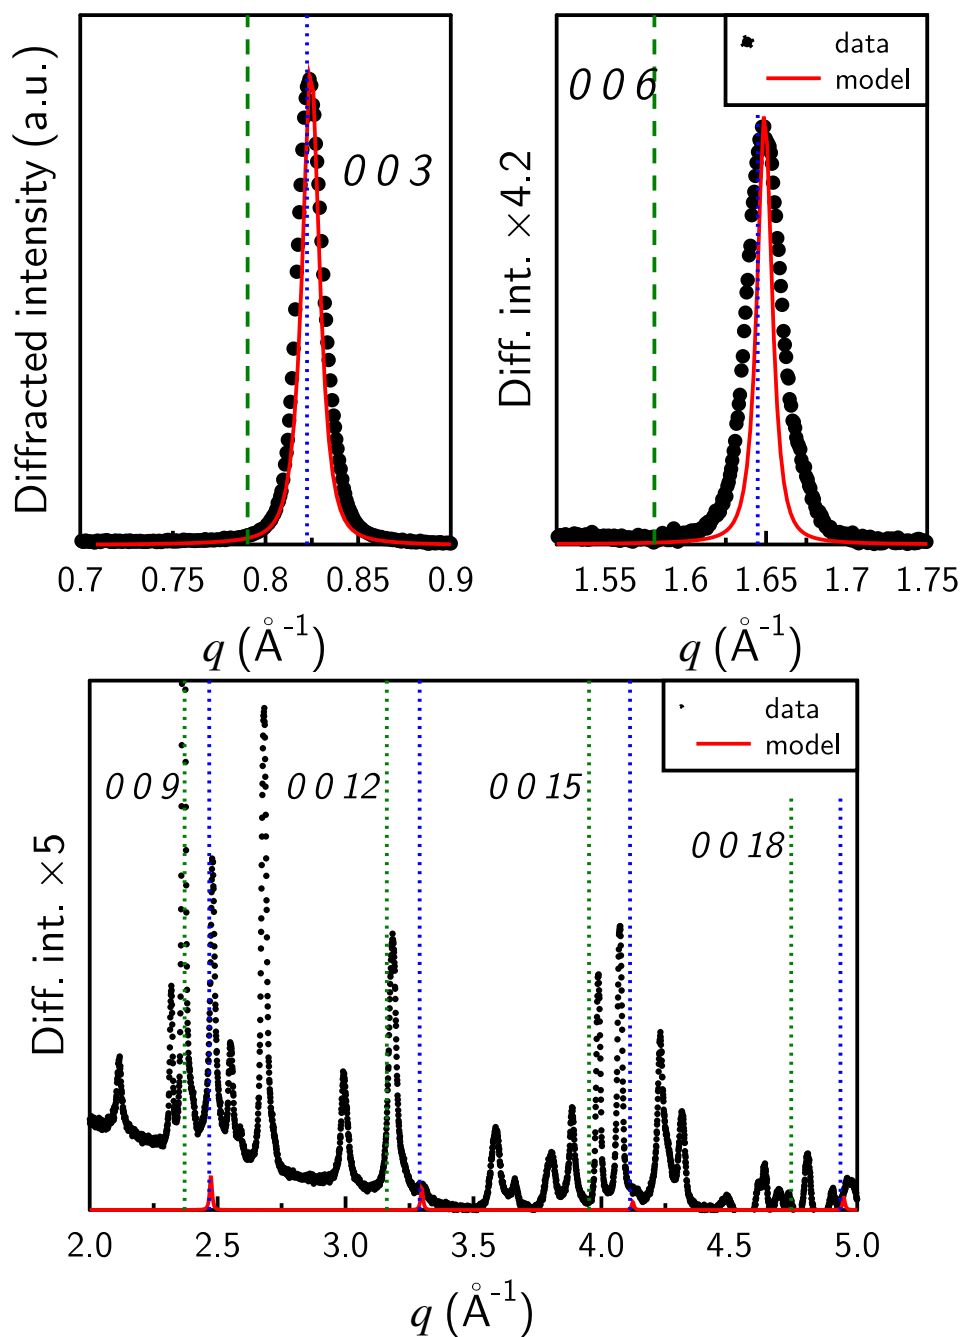 Diffracted intensity (a.u.)
0 0 3
0.7 0.75 0.8 0.85 0.9
q (Å-1)
Diff. int. ×4.2
0 0 6
data
model
1.55 1.6 1.65 1.7 1.75
q (Å-1)
Diff. int. ×5
data
model
0 0 9
0 0 12
0 0 15
0 0 18
2.0 2.5 3.0 3.5 4.0 4.5 5.0
q (Å-1)